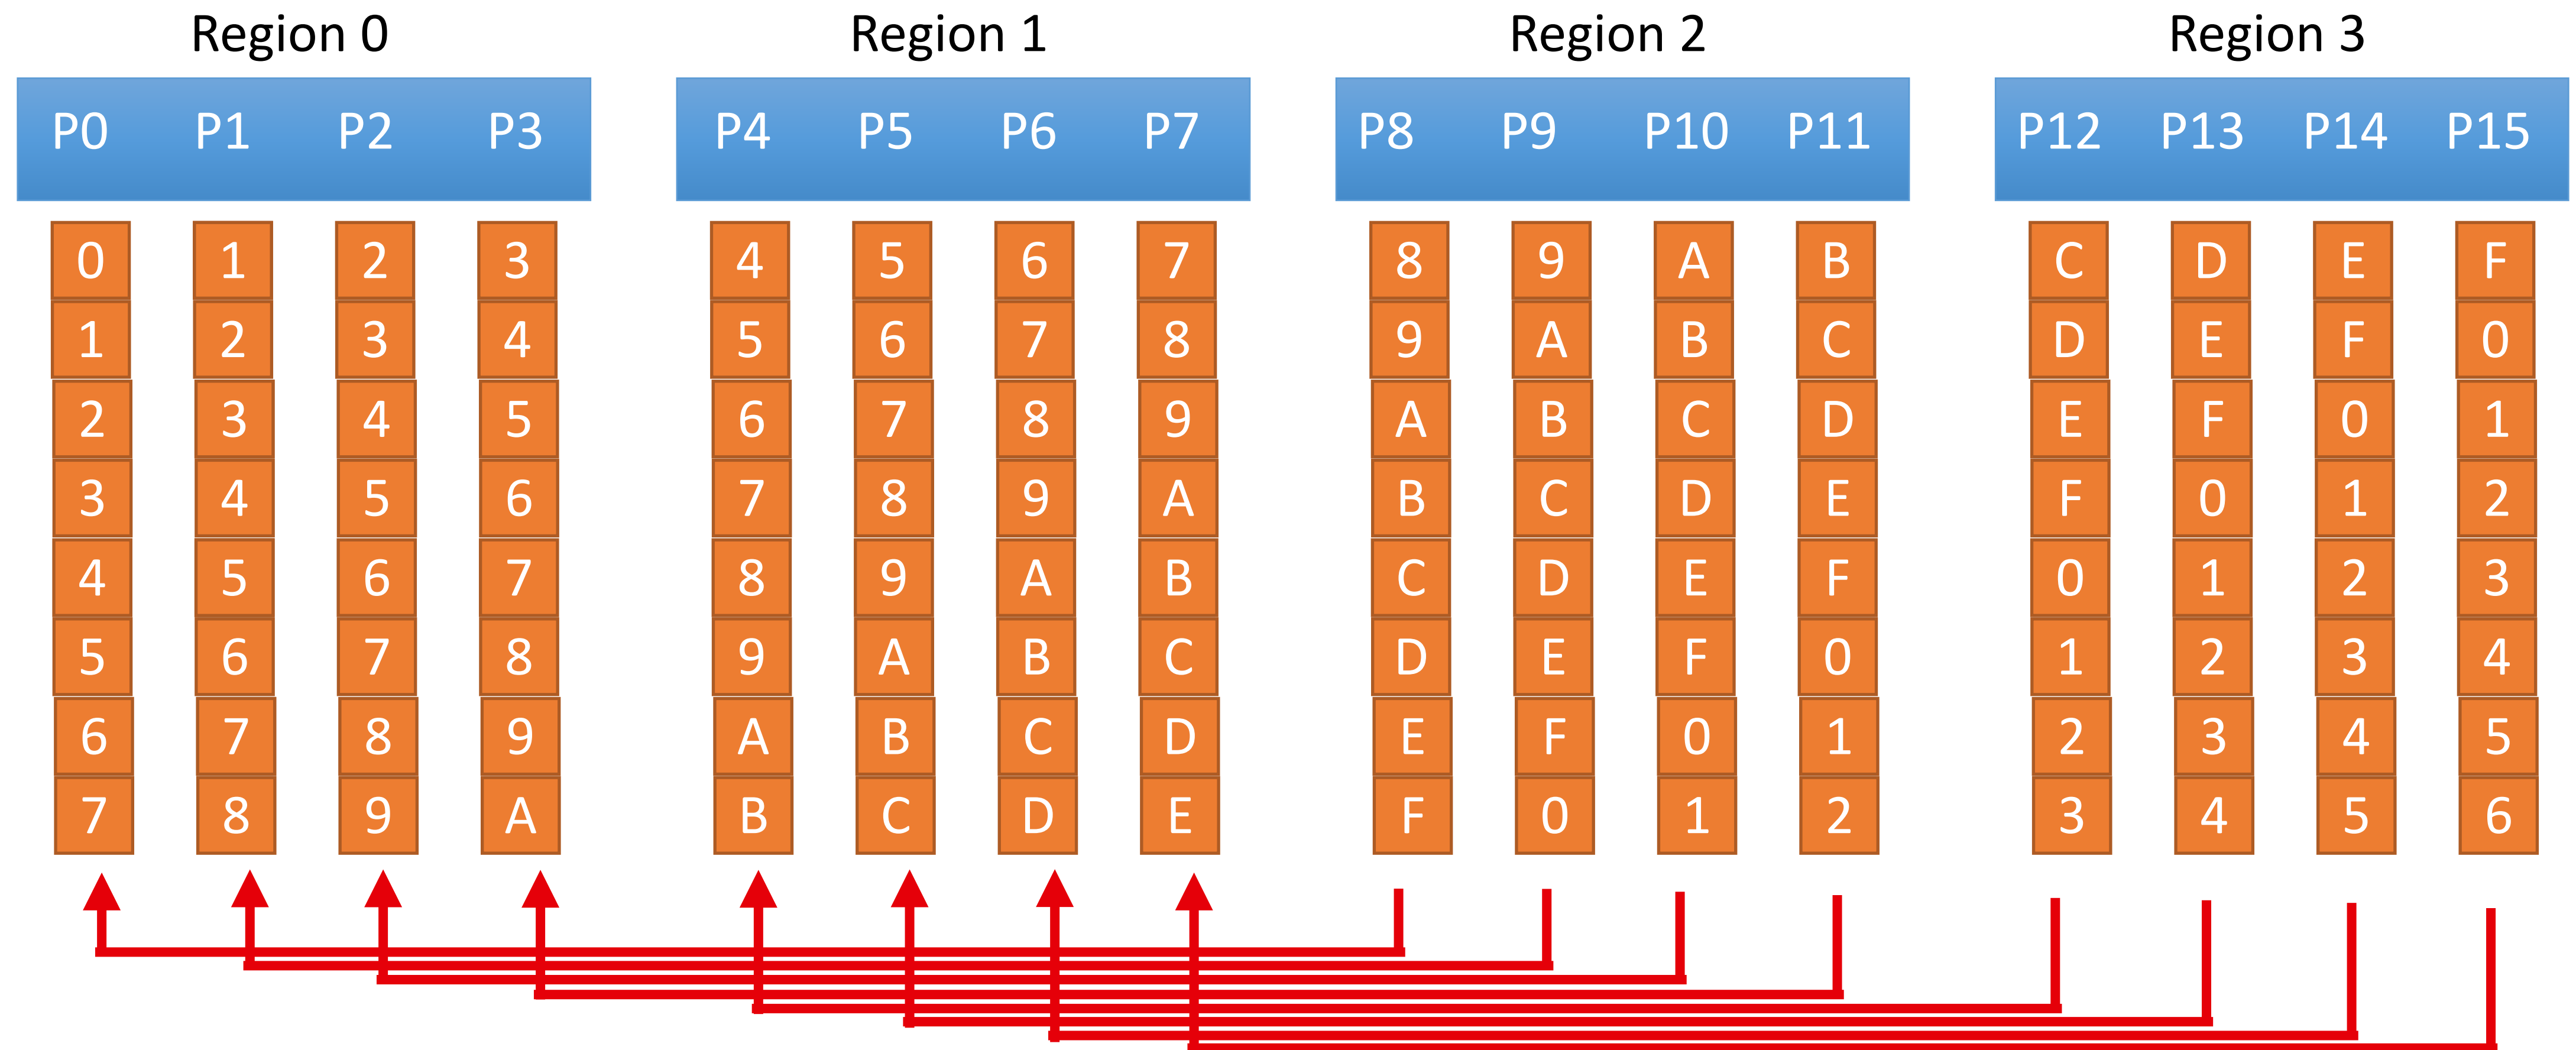 Region 0 Region 1 Region 2 Region 3
P0 P1 P2 P3 P4 P5 P6 P7 P8 P9 P10 P11 P12 P13 P14 P15
0 1 2 3 4 5 6 7 8 9 A B C D E F
1 2 3 4 5 6 7 8 9 A B C D E F 0
2 3 4 5 6 7 8 9 A B C D E F 0 1
3 4 5 6 7 8 9 A B C D E F 0 1 2
4 5 6 7 8 9 A B C D E F 0 1 2 3
5 6 7 8 9 A B C D E F 0 1 2 3 4
6 7 8 9 A B C D E F 0 1 2 3 4 5
7 8 9 A B C D E F 0 1 2 3 4 5 6